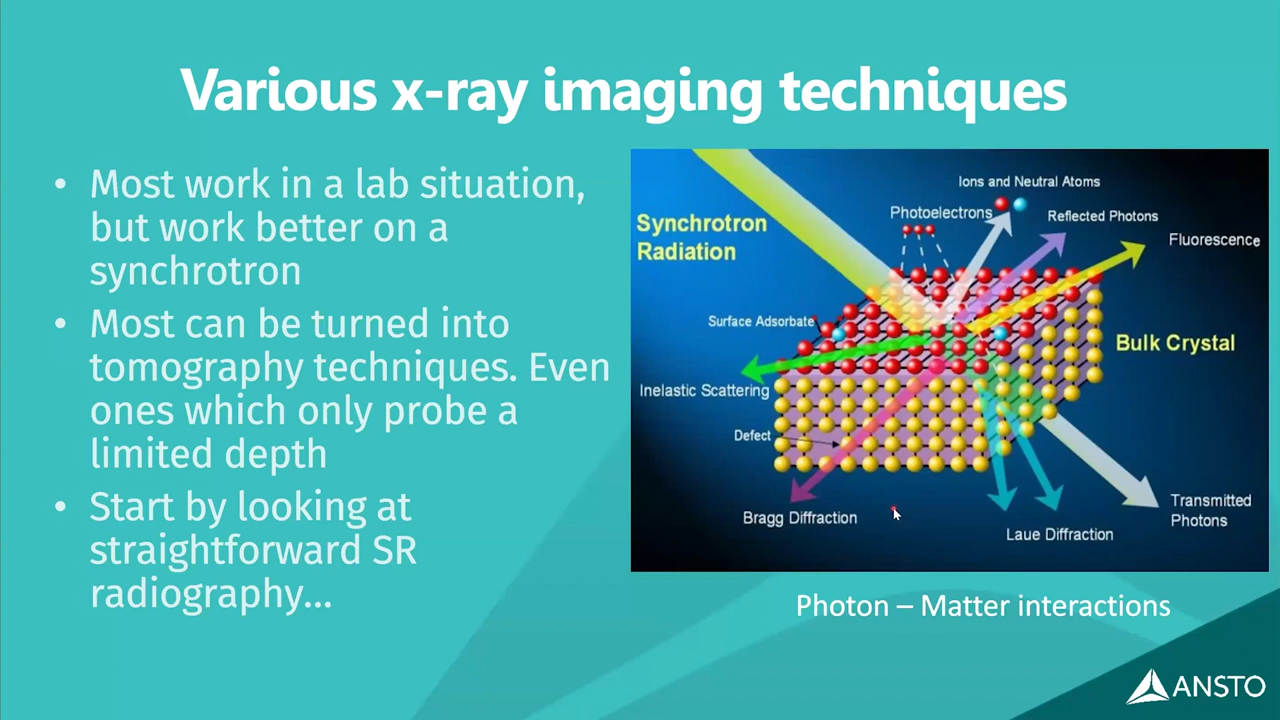 Various x-ray imaging techniques
• Most work in a lab situation,
but work better on a
synchrotron
• Most can be turned into
tomography techniques. Even
ones which only probe a
limited depth
• Start by looking at
straightforward SR
radiography...
Synchrotron
Radiation
Ions and Neutral Atoms
Photoelectrons
Reflected Photons
Fluorescence
Surface Adsorbate
Bulk Crystal
Inelastic Scattering
Defect
Bragg Diffraction
Laue Diffraction
Transmitted
Photons
Photon – Matter interactions
ANSTO